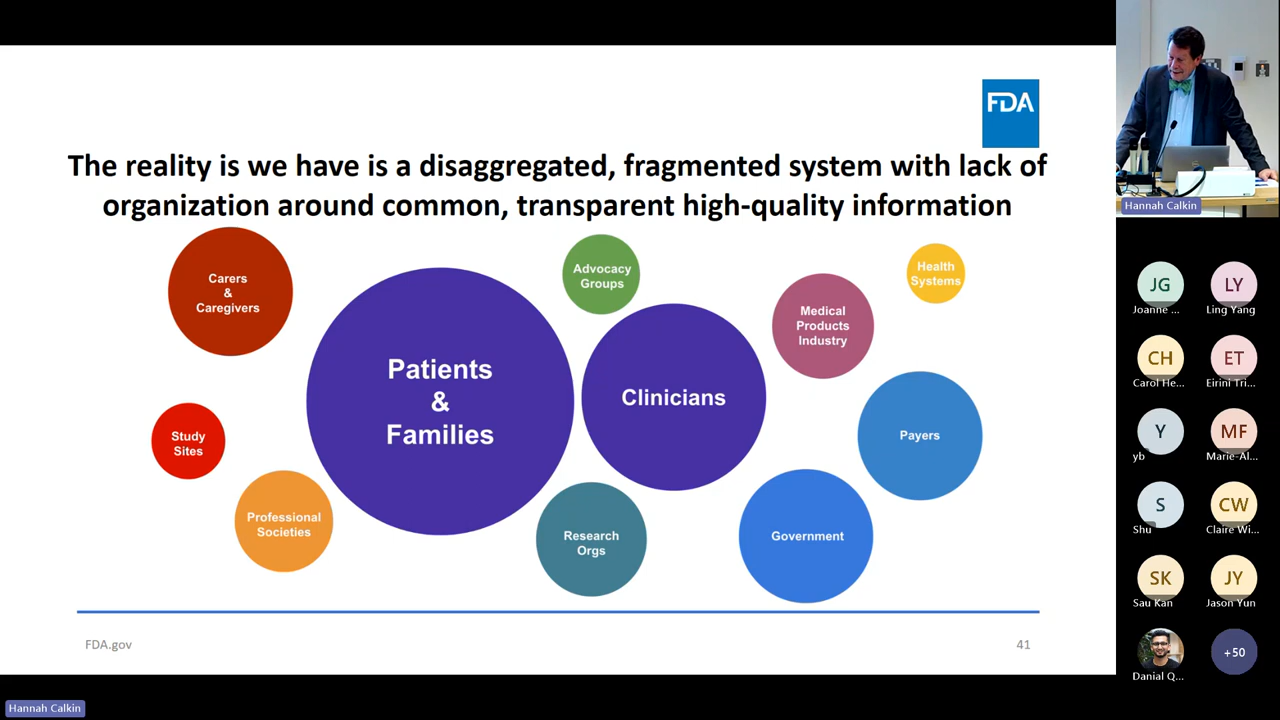 FDA
The reality is we have is a disaggregated, fragmented system with lack of
organization around common, transparent high-quality information
Carers
&
Caregivers
Advocacy
Groups
Health
Systems
Medical
Products
Industry
Patients
&
Families
Clinicians
Payers
Study
Sites
Professional
Societies
Research
Orgs
Government
FDA.gov
41
Hannah Calkin
Hannah Calkin
JG
Joanne ...
LY
Ling Yang
CH
Carol He...
ET
Eirini Tri...
Y
yb
MF
Marie-Al...
S
Shu
CW
Claire Wi...
SK
Sau Kan
JY
Jason Yun
Danial Q...
+50